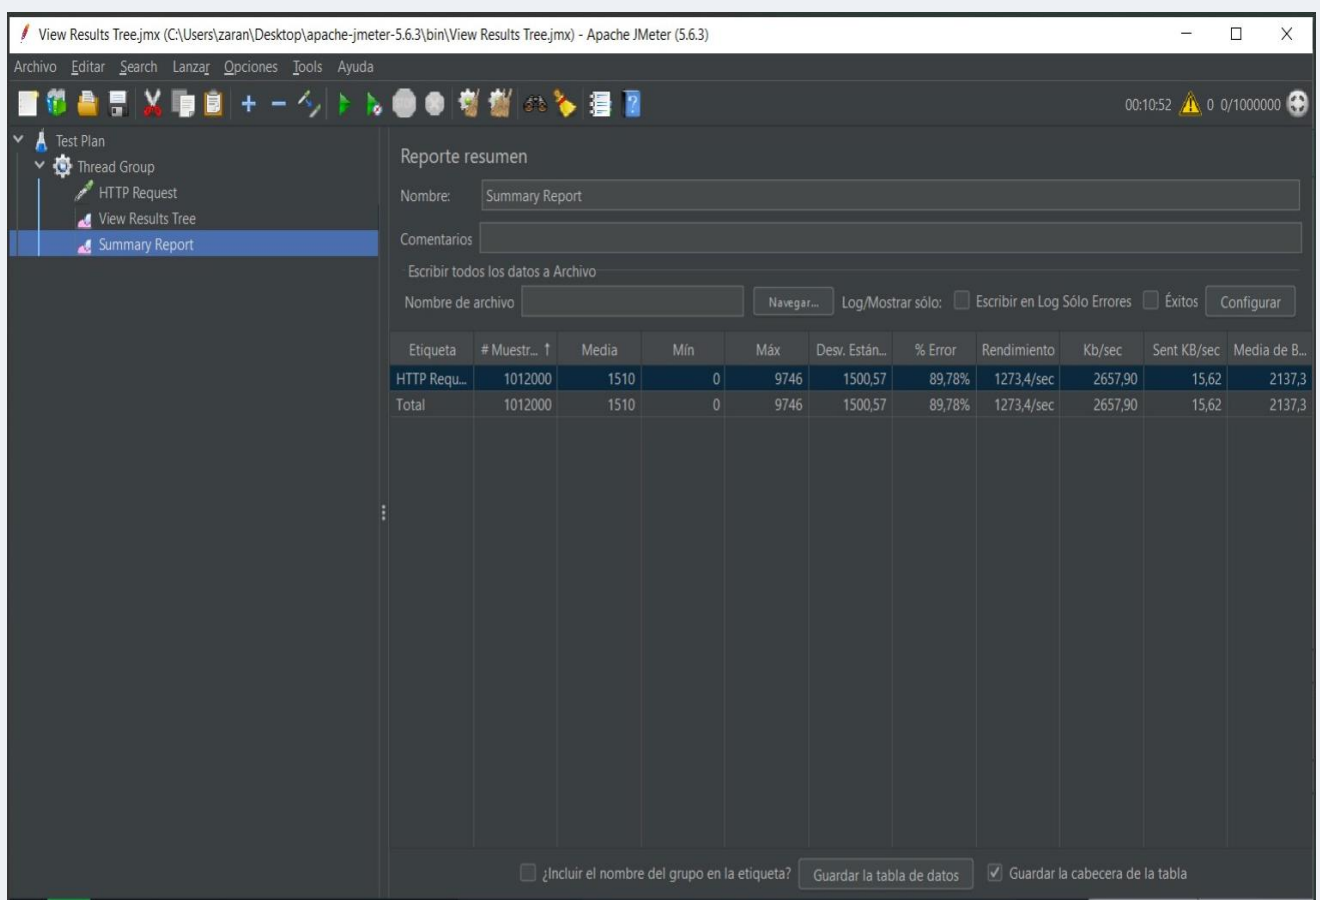 View Results Tree.jmx (C:\Users\zaran\Desktop\apache-jmeter-5.6.3\bin\View Results Tree.jmx) - Apache JMeter (5.6.3)
Archivo Editar Search Lanzar Opciones Tools Ayuda
00:10:52 0 0/1000000
Test Plan
Thread Group
HTTP Request
View Results Tree
Summary Report
Reporte resumen
Nombre: Summary Report
Comentarios
Escribir todos los datos a Archivo
Nombre de archivo Navegar... Log/Mostrar sólo: Escribir en Log Sólo Errores Éxitos Configurar
Etiqueta # Muestr... ↑ Media Mín Máx Desv. Están... % Error Rendimiento Kb/sec Sent KB/sec Media de B...
HTTP Requ... 1012000 1510 0 9746 1500,57 89,78% 1273,4/sec 2657,90 15,62 2137,3
Total 1012000 1510 0 9746 1500,57 89,78% 1273,4/sec 2657,90 15,62 2137,3
¿Incluir el nombre del grupo en la etiqueta? Guardar la tabla de datos Guardar la cabecera de la tabla